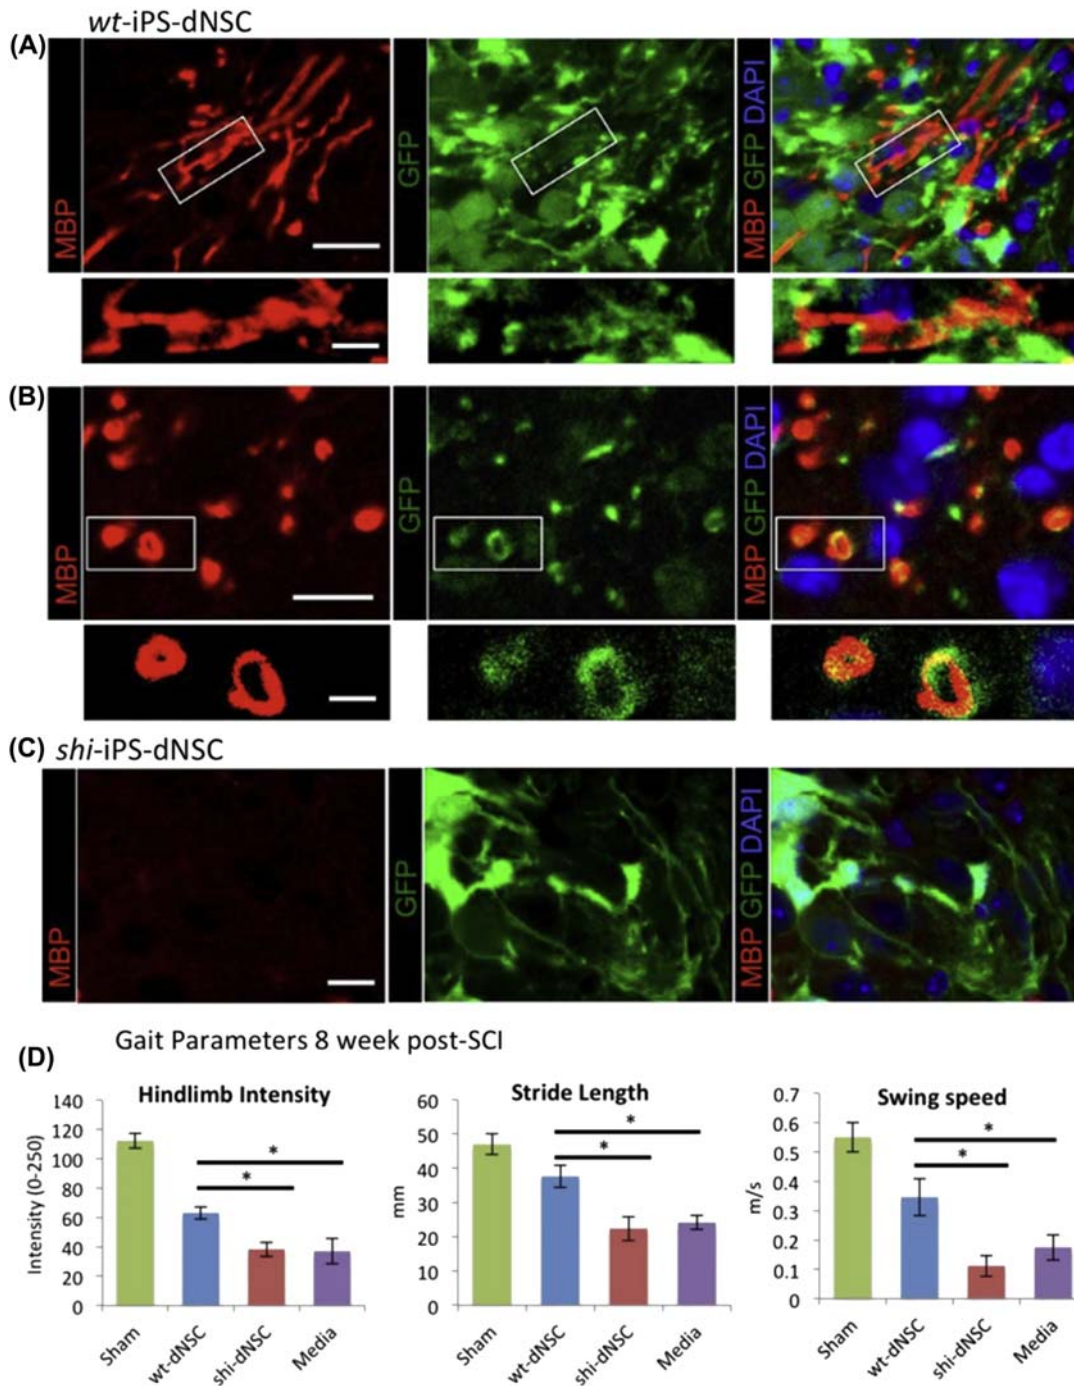 wt-iPS-dNSC
(A)
MBP
GFP
MBP GFP DAPI
(B)
MBP
GFP
MBP GFP DAPI
(C) shi-iPS-dNSC
MBP
GFP
MBP GFP DAPI
Gait Parameters 8 week post-SCI
(D)
Hindlimb Intensity
Intensity (0-250)
140
120
100
80
60
40
20
0
*
*
Sham
wt-dNSC
shi-dNSC
Media
Stride Length
mm
60
50
40
30
20
10
0
*
*
Sham
wt-dNSC
shi-dNSC
Media
Swing speed
m/s
0.7
0.6
0.5
0.4
0.3
0.2
0.1
0
*
*
Sham
wt-dNSC
shi-dNSC
Media